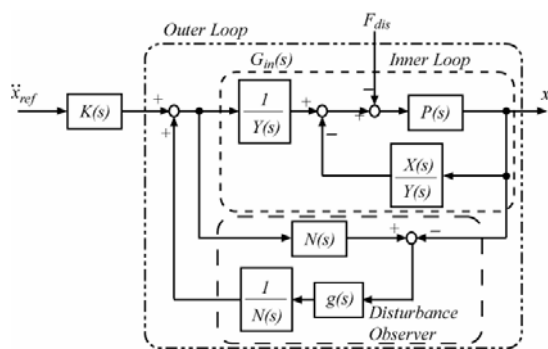 Outer Loop
F_dis
G_in(s)
Inner Loop
ẍ_ref
K(s)
+
+
1
Y(s)
+
−
−
+
P(s)
x
X(s)
Y(s)
N(s)
+
−
1
N(s)
g(s)
Disturbance
Observer